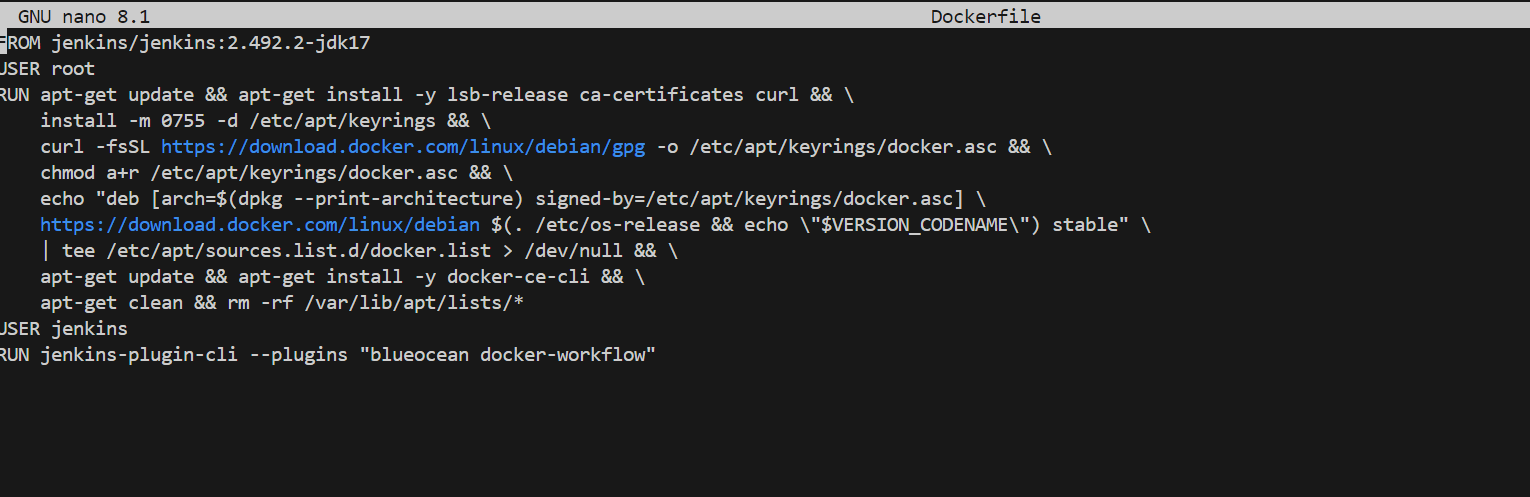 GNU nano 8.1 Dockerfile
FROM jenkins/jenkins:2.492.2-jdk17
USER root
RUN apt-get update && apt-get install -y lsb-release ca-certificates curl && \
    install -m 0755 -d /etc/apt/keyrings && \
    curl -fsSL https://download.docker.com/linux/debian/gpg -o /etc/apt/keyrings/docker.asc && \
    chmod a+r /etc/apt/keyrings/docker.asc && \
    echo "deb [arch=$(dpkg --print-architecture) signed-by=/etc/apt/keyrings/docker.asc] \
    https://download.docker.com/linux/debian $(. /etc/os-release && echo \"$VERSION_CODENAME\") stable" \
    | tee /etc/apt/sources.list.d/docker.list > /dev/null && \
    apt-get update && apt-get install -y docker-ce-cli && \
    apt-get clean && rm -rf /var/lib/apt/lists/*
USER jenkins
RUN jenkins-plugin-cli --plugins "blueocean docker-workflow"